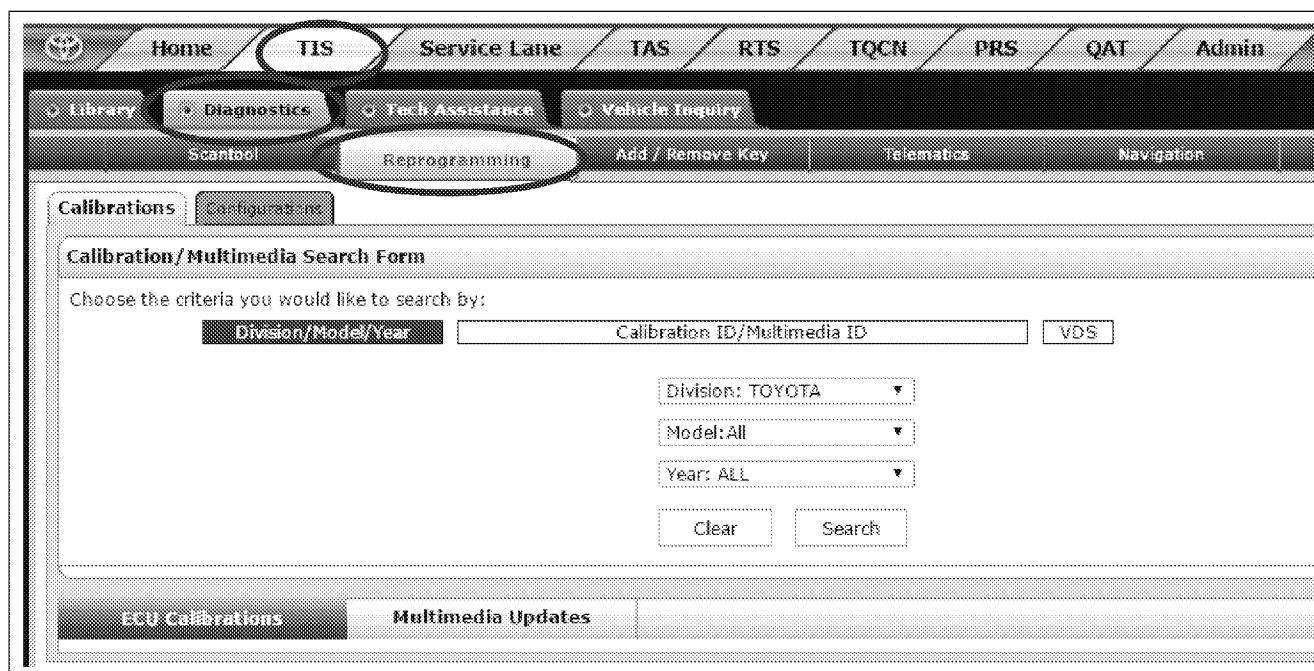 Home TIS Service Lane TAS RTS TQCN PRS QAT Admin
Library Diagnostics Tech Assistance Vehicle Inquiry
Scantool Reprogramming Add / Remove Key Telematics Navigation
Calibrations Configurations
Calibration/Multimedia Search Form
Choose the criteria you would like to search by:
Division/Model/Year Calibration ID/Multimedia ID VDS
Division: TOYOTA
Model:All
Year: ALL
Clear Search
ECU Calibrations Multimedia Updates